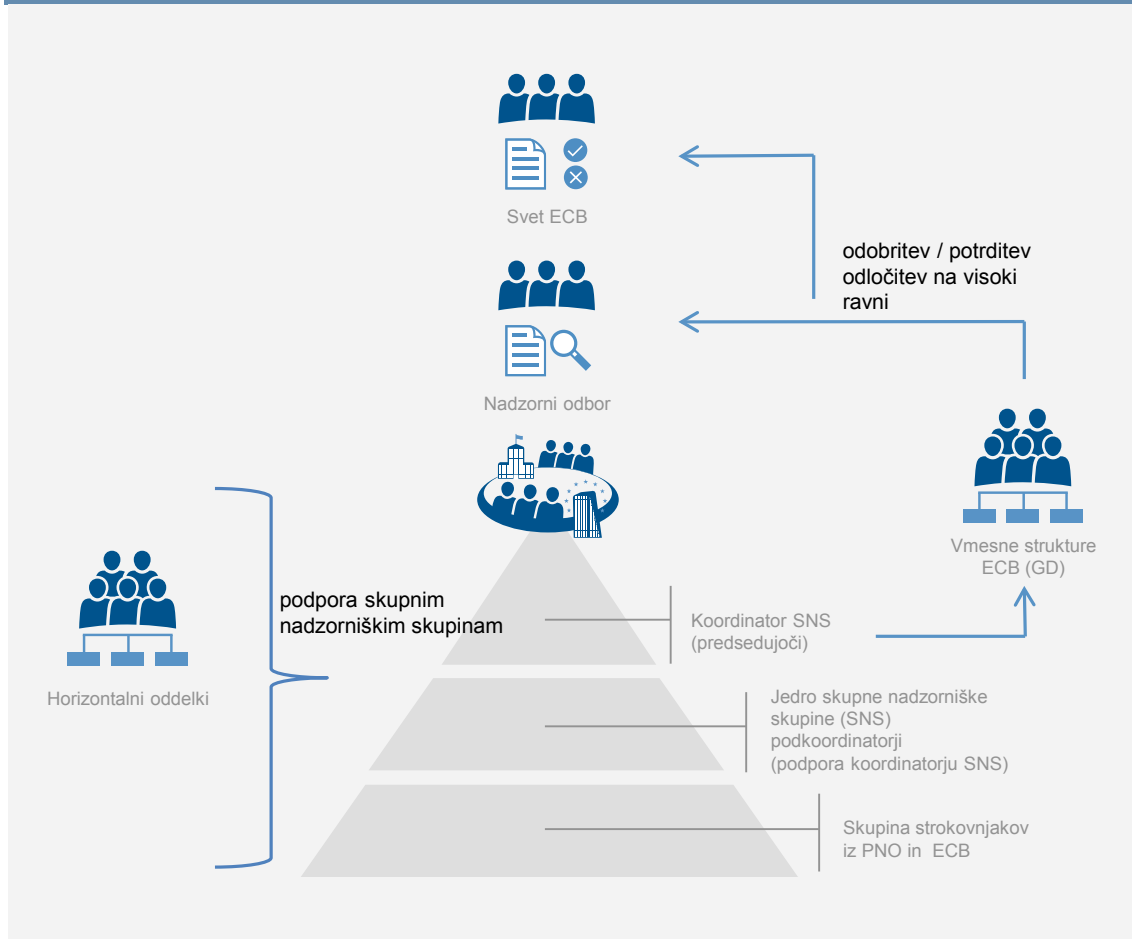 Svet ECB
odobritev / potrditev
odločitev na visoki
ravni
Nadzorni odbor
Vmesne strukture
ECB (GD)
podpora skupnim
nadzorniškim skupinam
Horizontalni oddelki
Koordinator SNS
(predsedujoči)
Jedro skupne nadzorniške
skupine (SNS)
podkoordinatorji
(podpora koordinatorju SNS)
Skupina strokovnjakov
iz PNO in ECB